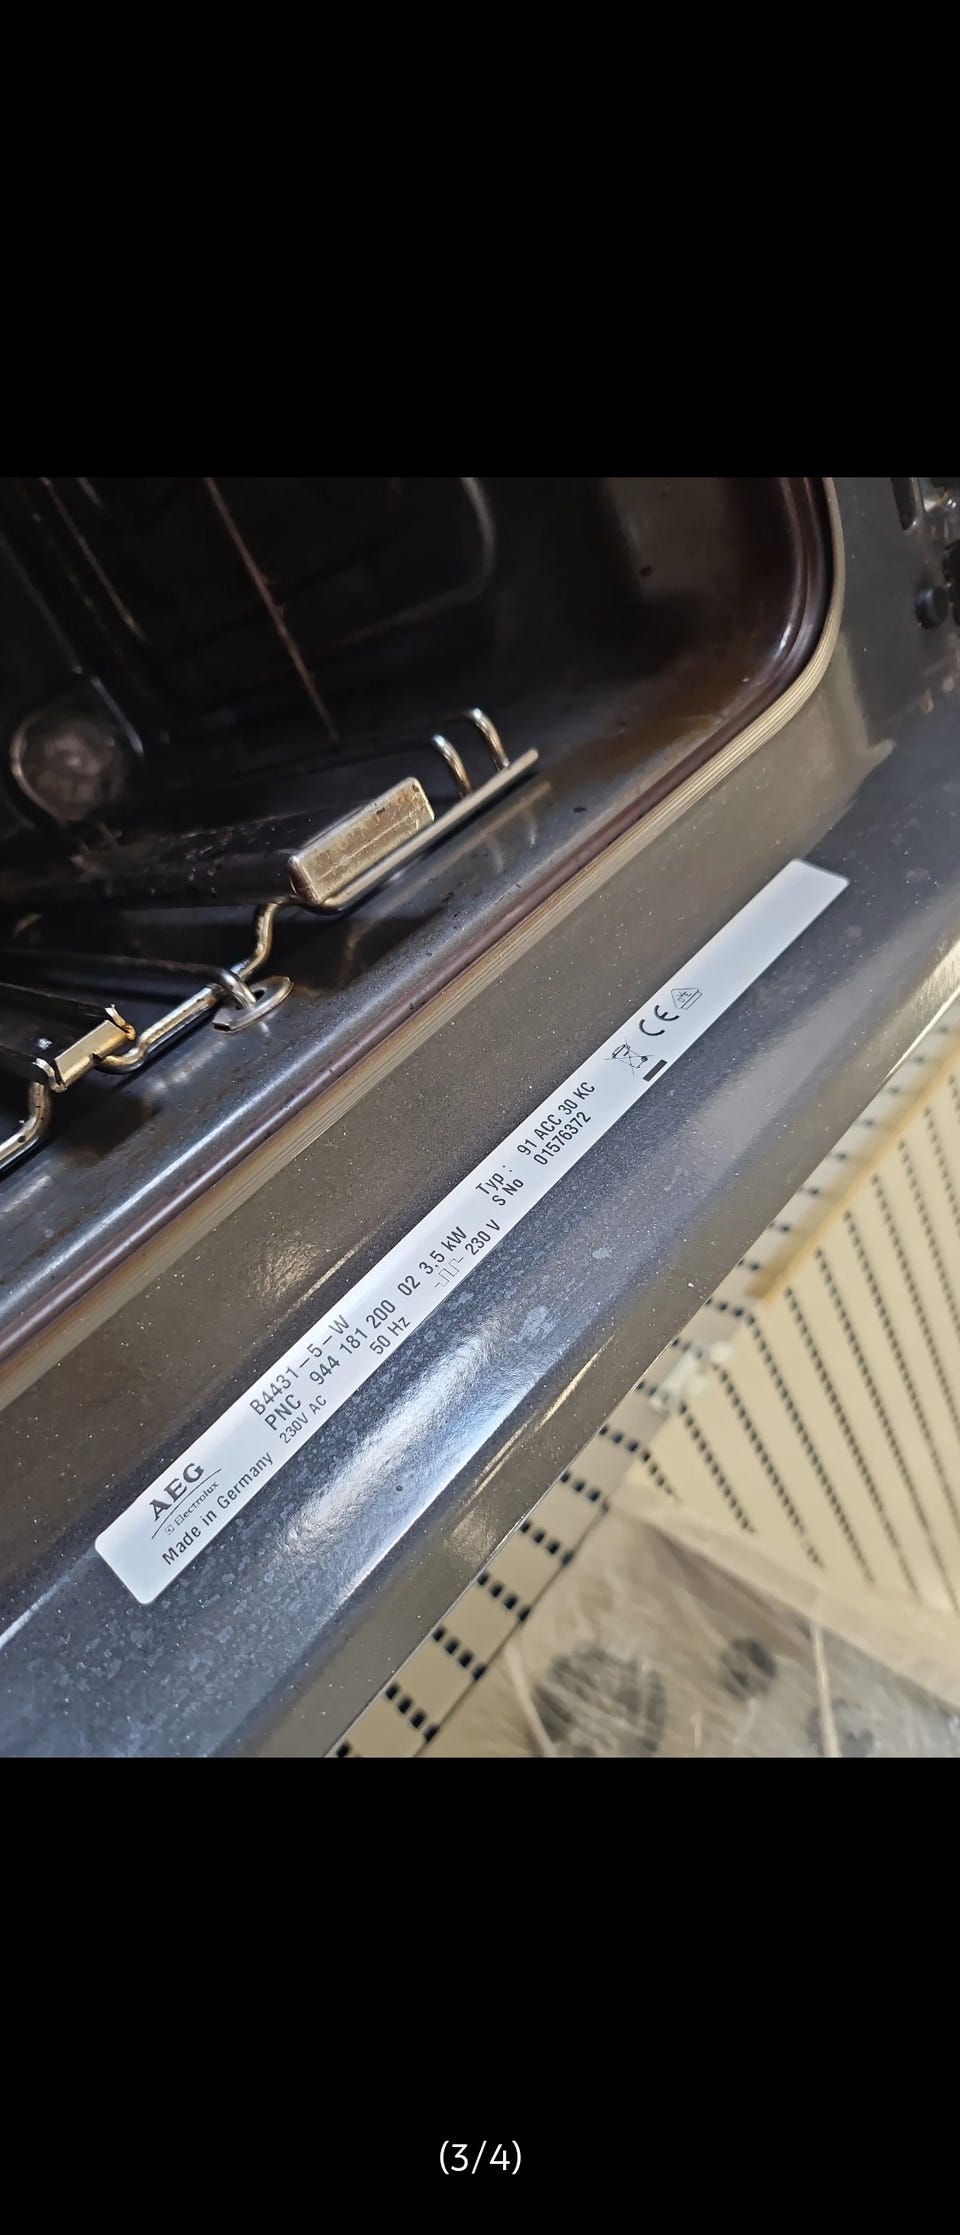 AEG
Electrolux
Made in Germany
B4431-5-W
PNC 944 181 200 02 3.5 kW
230V AC 50 Hz 230 V
Typ: 91 ACC 30 KC
S No 01576372
CE
DVE
(3/4)